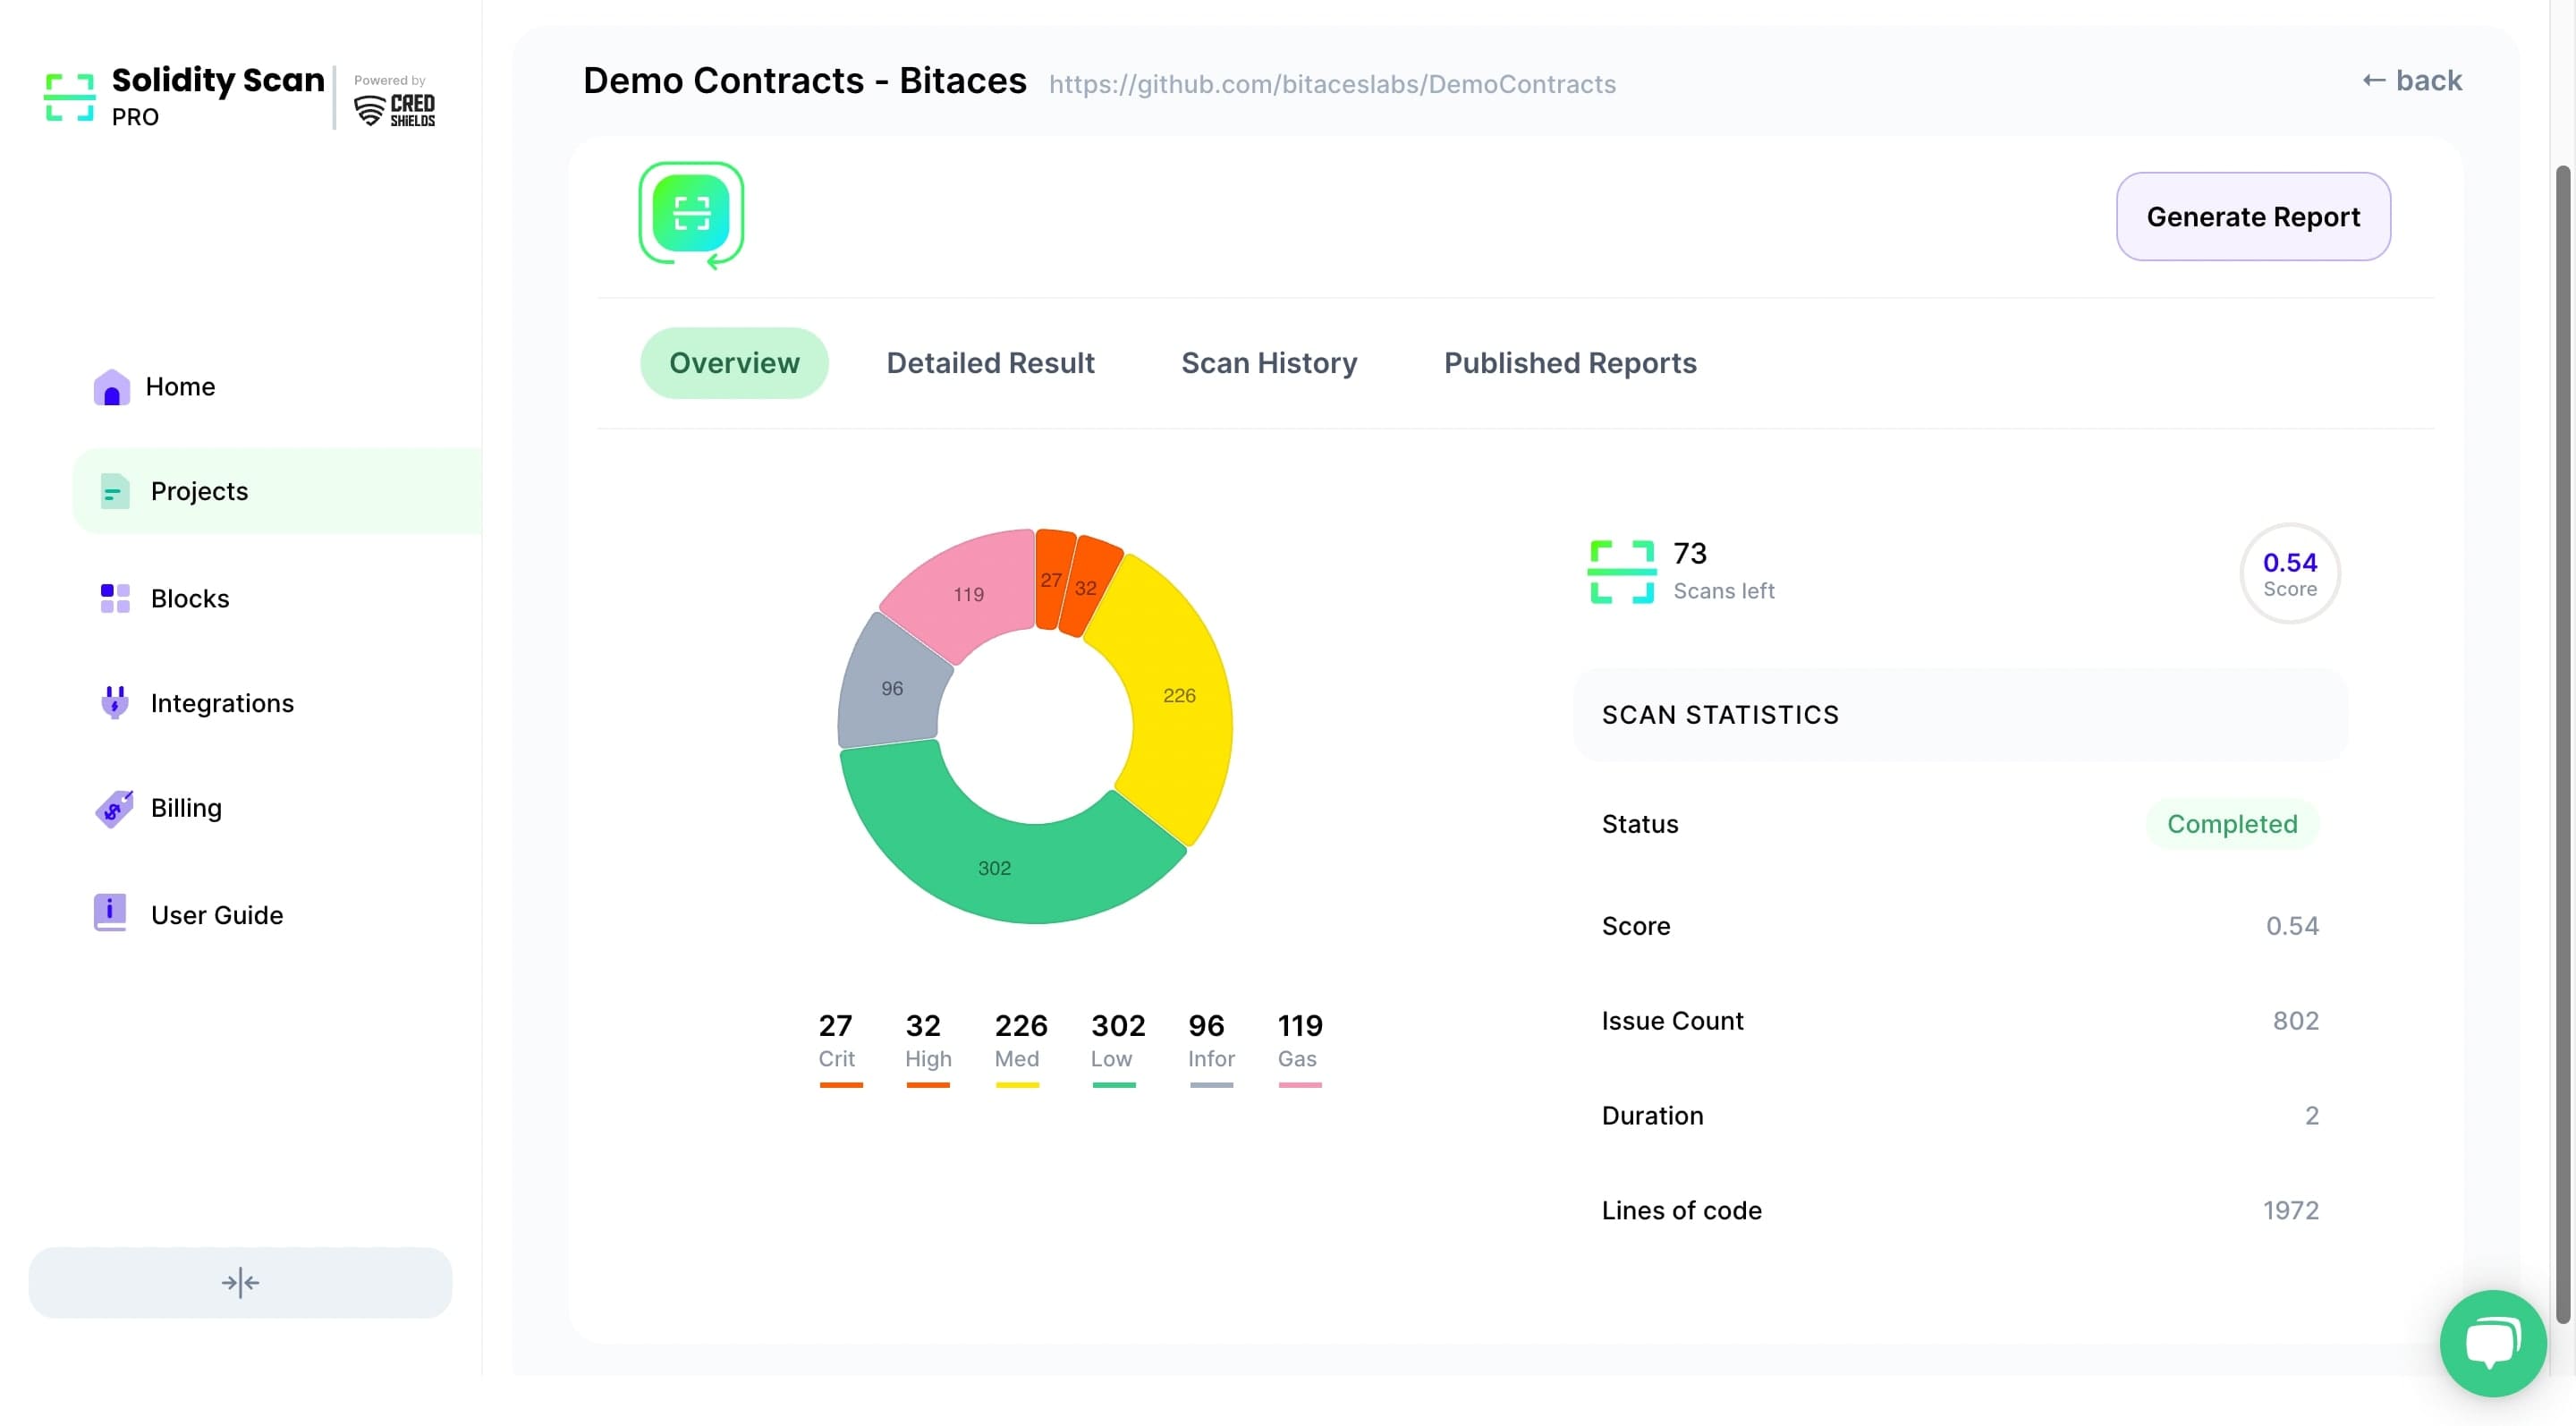 Solidity Scan
PRO
Powered by
CRED
SHiELDS
Home
Projects
Blocks
Integrations
Billing
User Guide
Demo Contracts - Bitaces https://github.com/bitaceslabs/DemoContracts
← back
Generate Report
Overview Detailed Result Scan History Published Reports
27
32
226
302
96
119
27 32 226 302 96 119
Crit High Med Low Infor Gas
73
Scans left
0.54
Score
SCAN STATISTICS
Status Completed
Score 0.54
Issue Count 802
Duration 2
Lines of code 1972